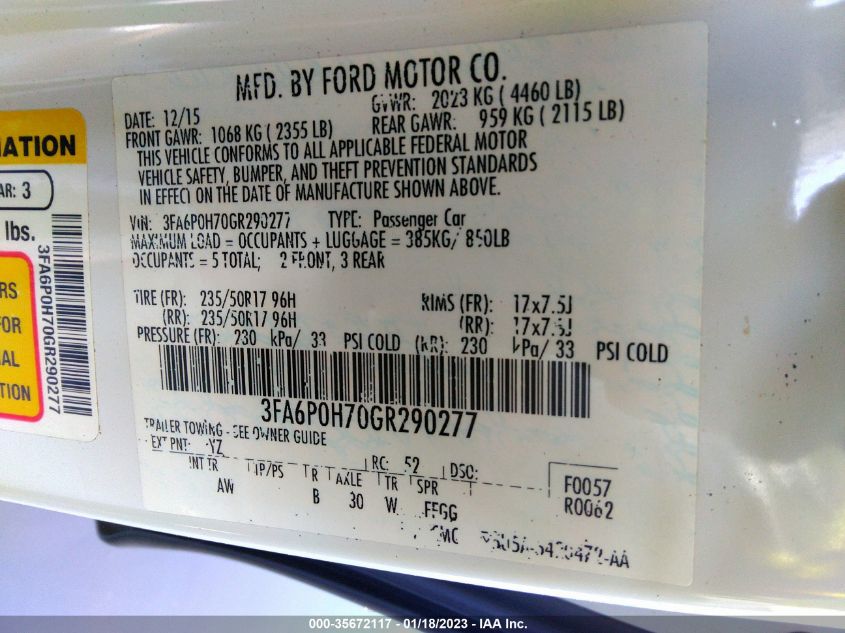 MFD. BY FORD MOTOR CO.
DATE: 12/15 GVWR: 2023 KG ( 4460 LB)
FRONT GAWR: 1068 KG ( 2355 LB) REAR GAWR: 959 KG ( 2115 LB)
THIS VEHICLE CONFORMS TO ALL APPLICABLE FEDERAL MOTOR
VEHICLE SAFETY, BUMPER, AND THEFT PREVENTION STANDARDS
IN EFFECT ON THE DATE OF MANUFACTURE SHOWN ABOVE.
VIN: 3FA6P0H70GR290277 TYPE: Passenger Car
MAXIMUM LOAD = OCCUPANTS + LUGGAGE = 385KG/ 850LB
OCCUPANTS = 5 TOTAL; 2 FRONT, 3 REAR
TIRE (FR): 235/50R17 96H RIMS (FR): 17x7.5J
(RR): 235/50R17 96H (RR): 17x7.5J
PRESSURE (FR): 230 kPa/ 33 PSI COLD (RR): 230 kPa/ 33 PSI COLD
3FA6P0H70GR290277
TRAILER TOWING - SEE OWNER GUIDE
EXT PNT: YZ RC: 52 DSO:
INT TR TP/PS TR AXLE TR SPR F0057
AW B 30 W FFGG R0062
ATION
AR: 3
lbs.
3FA6P0H70GR290277
RS
FOR
AL
TION
000-35672117 - 01/18/2023 - IAA Inc.